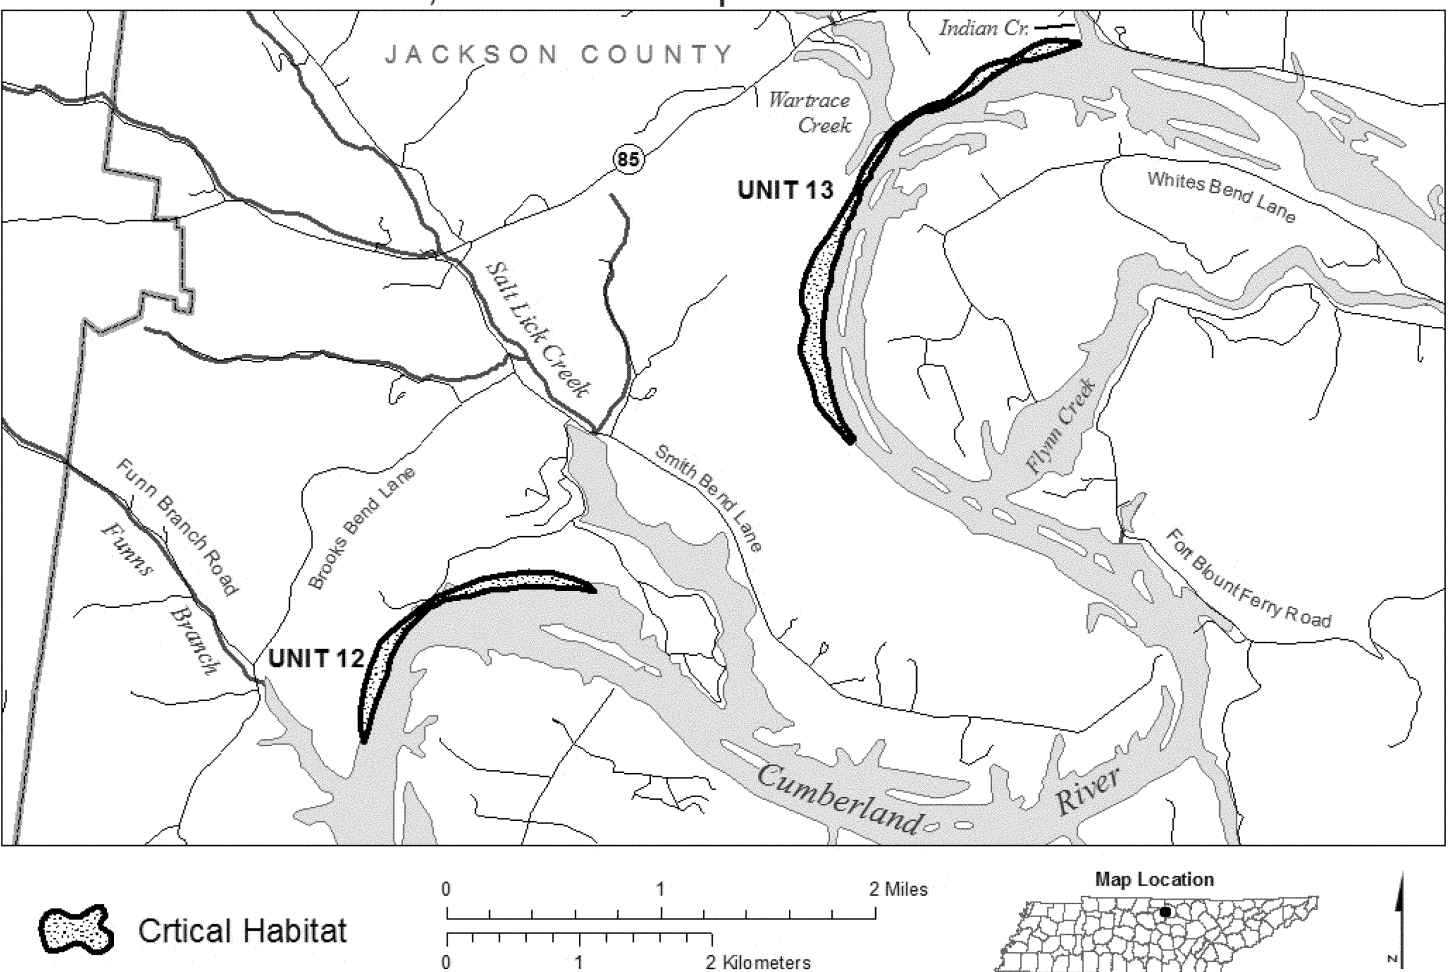 JACKSON COUNTY
Indian Cr.
Wartrace
Creek
85
UNIT 13
Whites Bend Lane
Salt Lick Creek
Flynn Creek
Smith Bend Lane
Brooks Bend Lane
Funn Branch Road
Funns
Branch
Fort Blount Ferry Road
UNIT 12
Cumberland
River
Crtical Habitat
0 1 2 Miles
0 1 2 Kilometers
Map Location
N